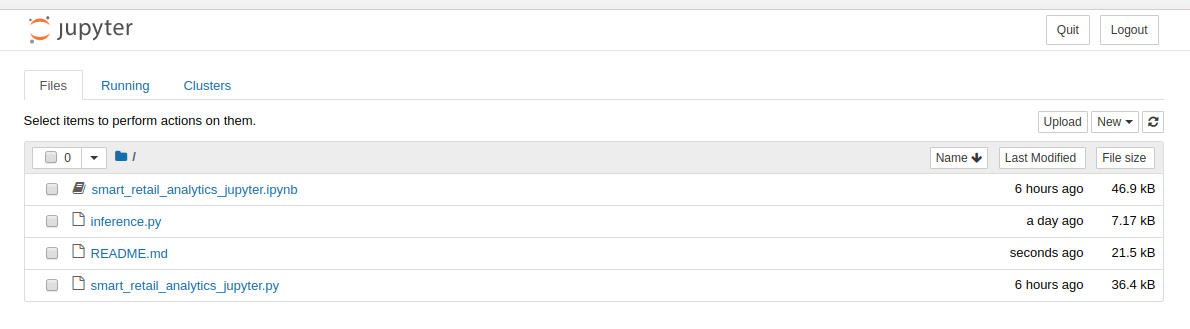 jupyter Quit Logout
Files Running Clusters
Select items to perform actions on them. Upload New
0 / Name Last Modified File size
smart_retail_analytics_jupyter.ipynb 6 hours ago 46.9 kB
inference.py a day ago 7.17 kB
README.md seconds ago 21.5 kB
smart_retail_analytics_jupyter.py 6 hours ago 36.4 kB